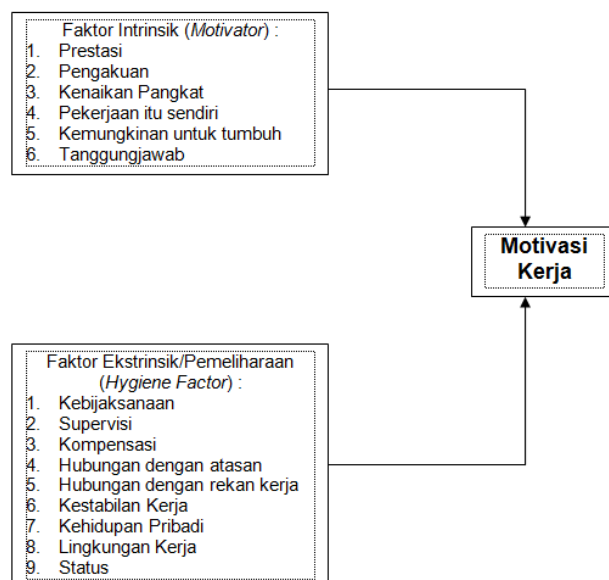 Faktor Intrinsik (Motivator) :
1. Prestasi
2. Pengakuan
3. Kenaikan Pangkat
4. Pekerjaan itu sendiri
5. Kemungkinan untuk tumbuh
6. Tanggungjawab
Motivasi
Kerja
Faktor Ekstrinsik/Pemeliharaan
(Hygiene Factor) :
1. Kebijaksanaan
2. Supervisi
3. Kompensasi
4. Hubungan dengan atasan
5. Hubungan dengan rekan kerja
6. Kestabilan Kerja
7. Kehidupan Pribadi
8. Lingkungan Kerja
9. Status